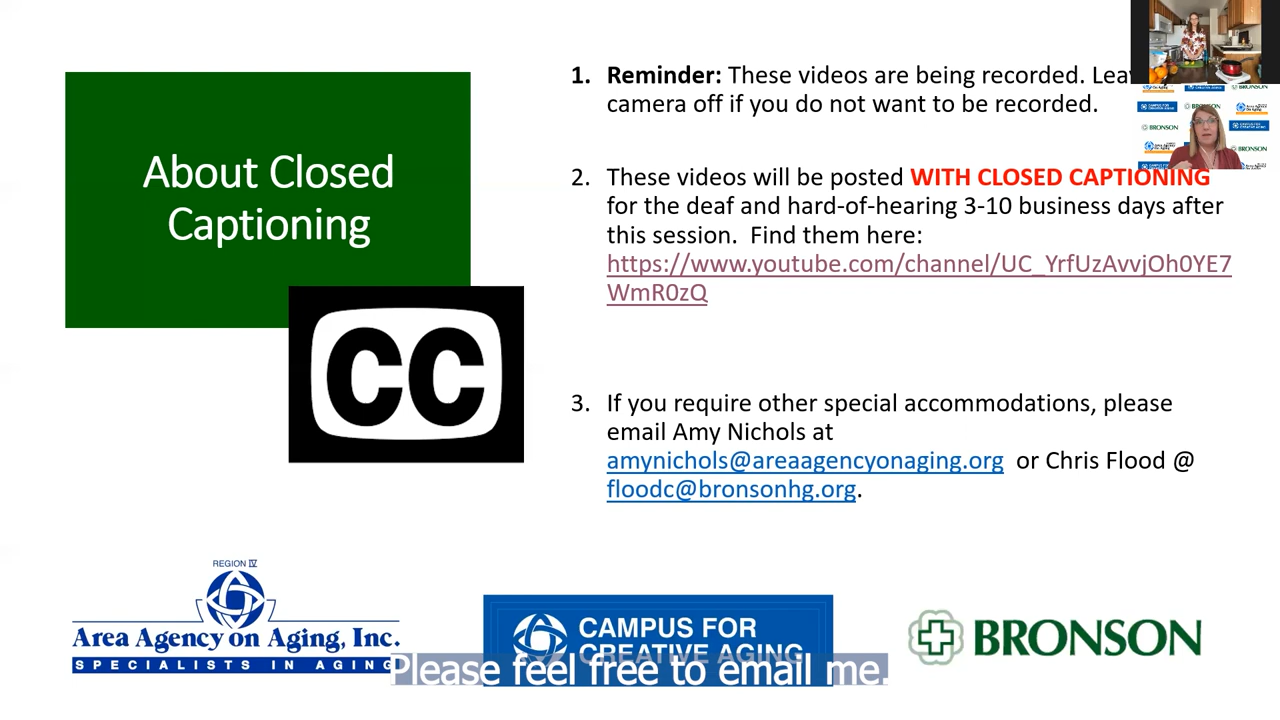 About Closed
Captioning
CC
1. Reminder: These videos are being recorded.
camera off if you do not want to be recorded.
2. These videos will be posted WITH CLOSED CAPTIONING
for the deaf and hard-of-hearing 3-10 business days after
this session. Find them here:
https://www.youtube.com/channel/UC_YrfUzAvvjOh0YE7
WmR0zQ
3. If you require other special accommodations, please
email Amy Nichols at
amynichols@areaagencyonaging.org or Chris Flood @
floodc@bronsonhg.org.
BRONSON
REGION IV
Area Agency on Aging, Inc.
SPECIALISTS IN AGING
CAMPUS FOR
CREATIVE AGING
BRONSON
Please feel free to email me.